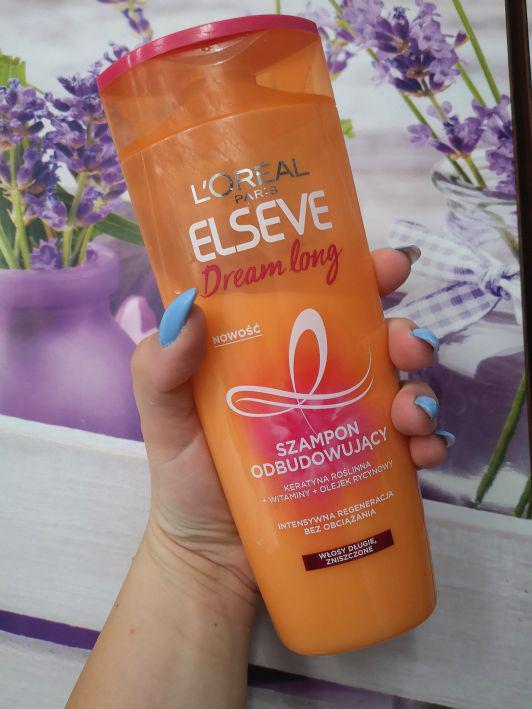 L'ORÉAL
PARIS
ELSEVE
Dream long
NOWOŚĆ
SZAMPON
ODBUDOWUJĄCY
KERATYNA ROŚLINNA
+ WITAMINY + OLEJEK RYCYNOWY
INTENSYWNA REGENERACJA
BEZ OBCIĄŻANIA
WŁOSY DŁUGIE,
ZNISZCZONE